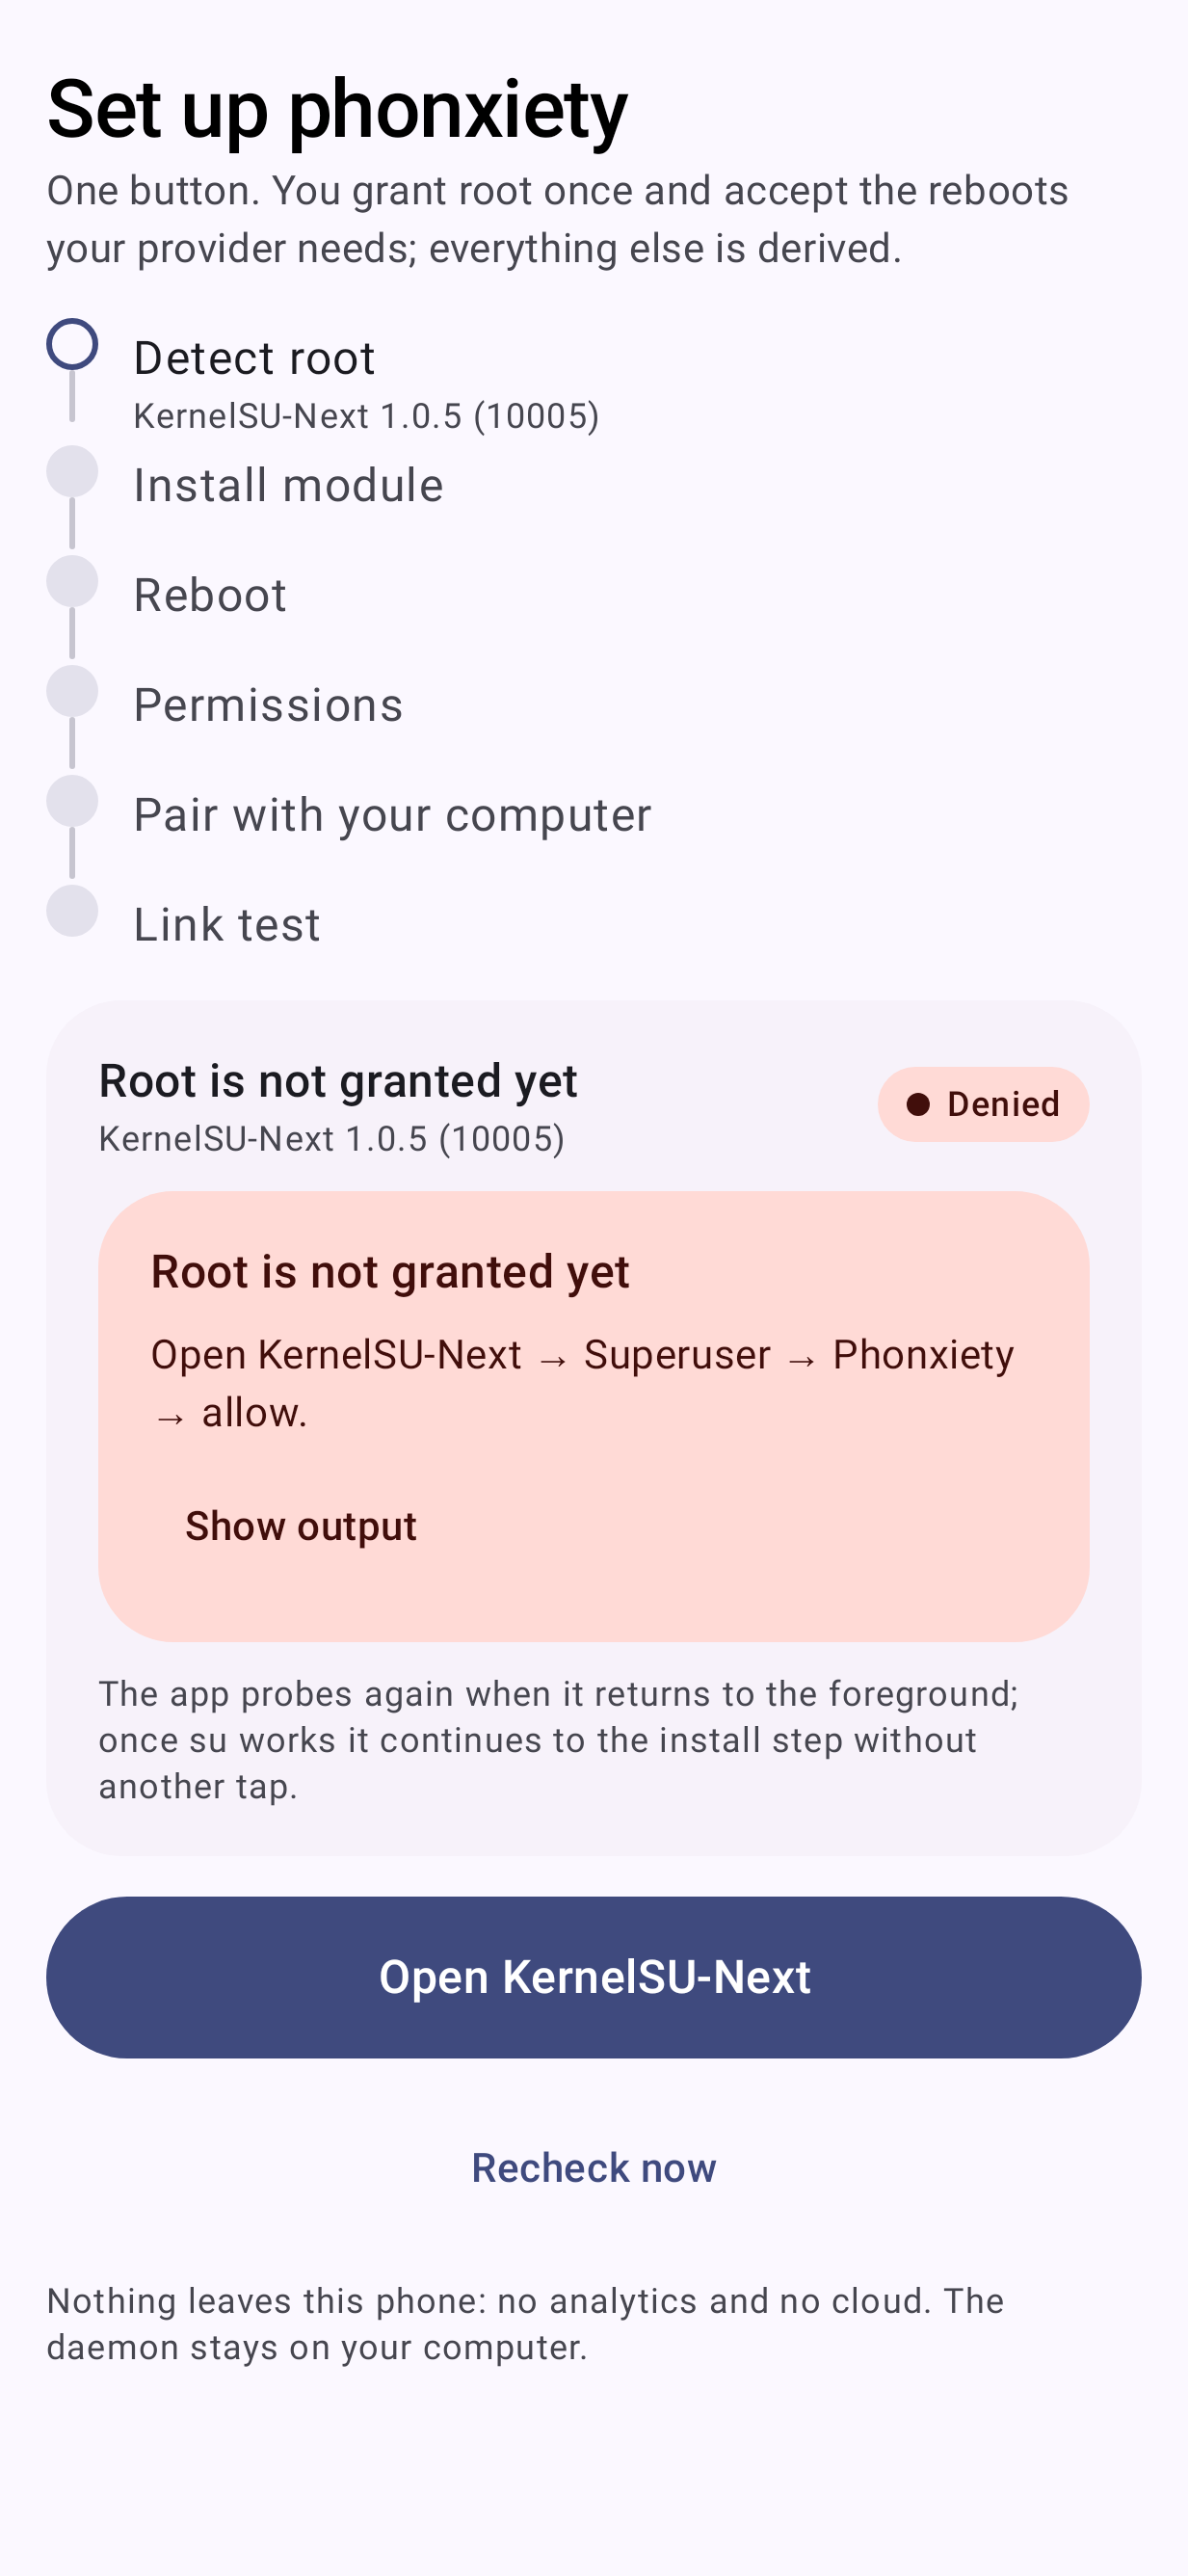 Set up phonxiety
One button. You grant root once and accept the reboots
your provider needs; everything else is derived.
Detect root
KernelSU-Next 1.0.5 (10005)
Install module
Reboot
Permissions
Pair with your computer
Link test
Root is not granted yet
KernelSU-Next 1.0.5 (10005)
Denied
Root is not granted yet
Open KernelSU-Next → Superuser → Phonxiety
→ allow.
Show output
The app probes again when it returns to the foreground;
once su works it continues to the install step without
another tap.
Open KernelSU-Next
Recheck now
Nothing leaves this phone: no analytics and no cloud. The
daemon stays on your computer.